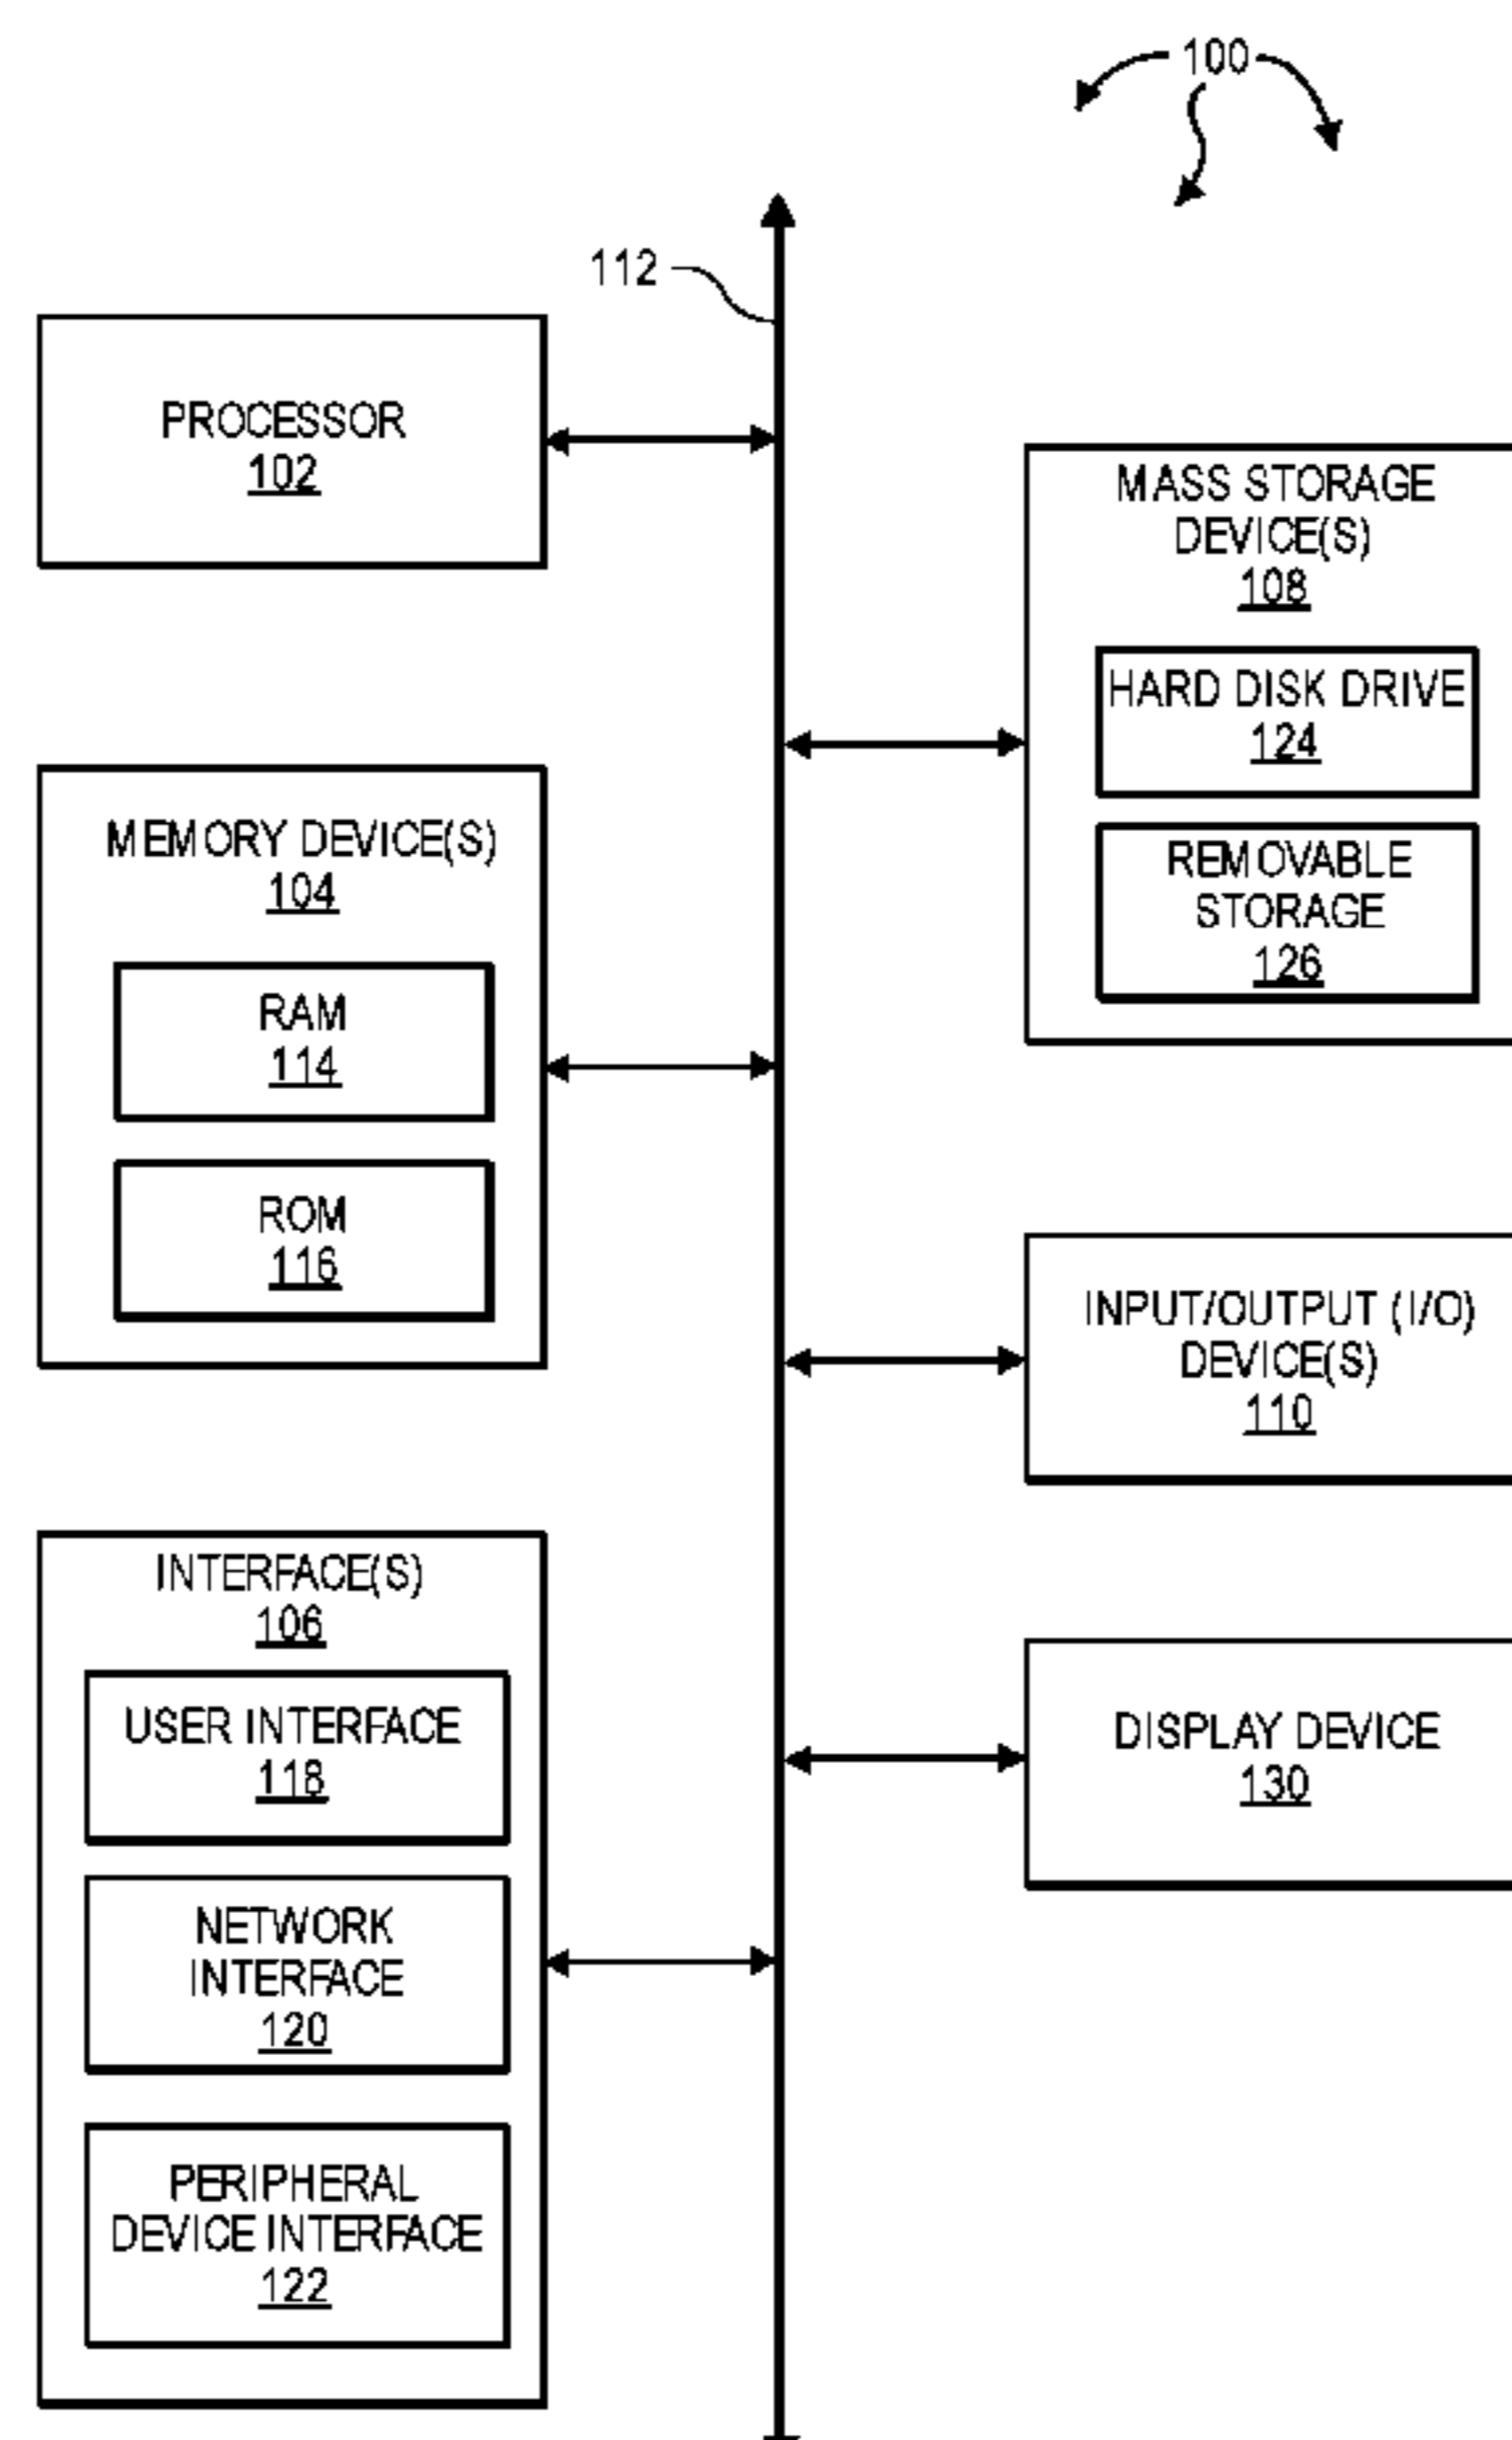 100
112
PROCESSOR
102
MEMORY DEVICE(S)
104
RAM
114
ROM
116
INTERFACE(S)
106
USER INTERFACE
118
NETWORK
INTERFACE
120
PERIPHERAL
DEVICE INTERFACE
122
MASS STORAGE
DEVICE(S)
108
HARD DISK DRIVE
124
REMOVABLE
STORAGE
126
INPUT/OUTPUT (I/O)
DEVICE(S)
110
DISPLAY DEVICE
130